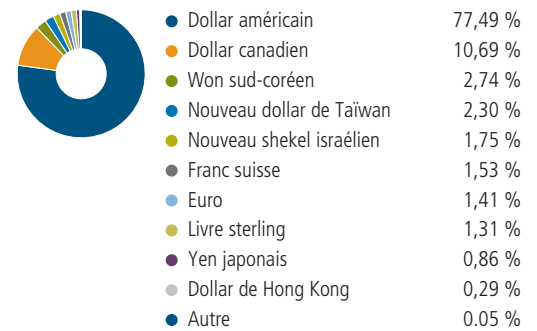 Dollar américain 77,49 %
Dollar canadien 10,69 %
Won sud-coréen 2,74 %
Nouveau dollar de Taïwan 2,30 %
Nouveau shekel israélien 1,75 %
Franc suisse 1,53 %
Euro 1,41 %
Livre sterling 1,31 %
Yen japonais 0,86 %
Dollar de Hong Kong 0,29 %
Autre 0.05 %